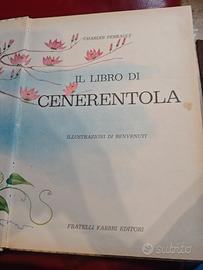 CHARLES PERRAULT
IL LIBRO DI
CENERENTOLA
ILLUSTRAZIONI DI BENVENUTI
FRATELLI FABBRI EDITORI
subito